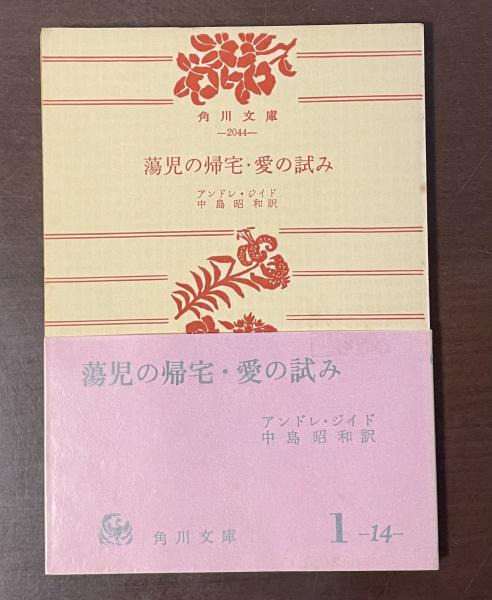 角川文庫
—2044—
蕩児の帰宅・愛の試み
アンドレ・ジイド
中島昭和訳
蕩児の帰宅・愛の試み
アンドレ・ジイド
中島昭和訳
角川文庫
1 -14-